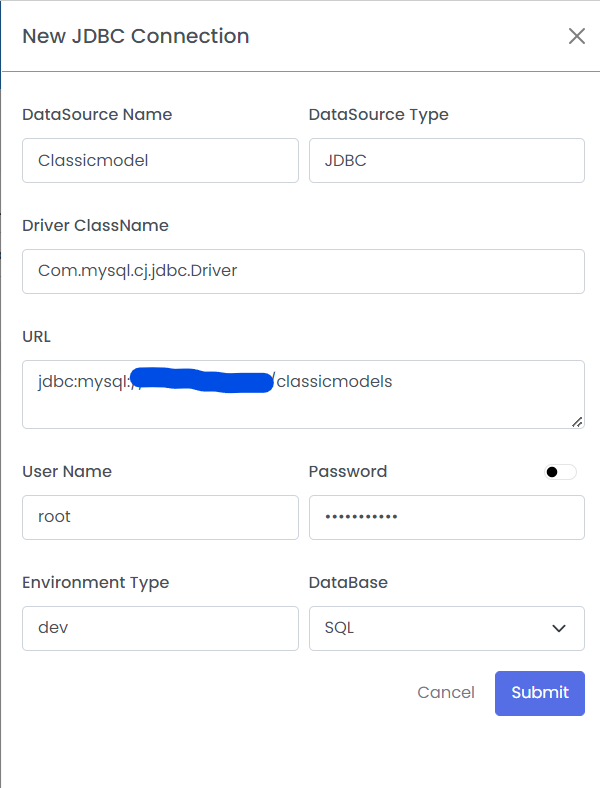 New JDBC Connection
DataSource Name DataSource Type
Classicmodel JDBC
Driver ClassName
Com.mysql.cj.jdbc.Driver
URL
jdbc:mysql:/ /classicmodels
User Name Password
root •••••••••••
Environment Type DataBase
dev SQL
Cancel Submit